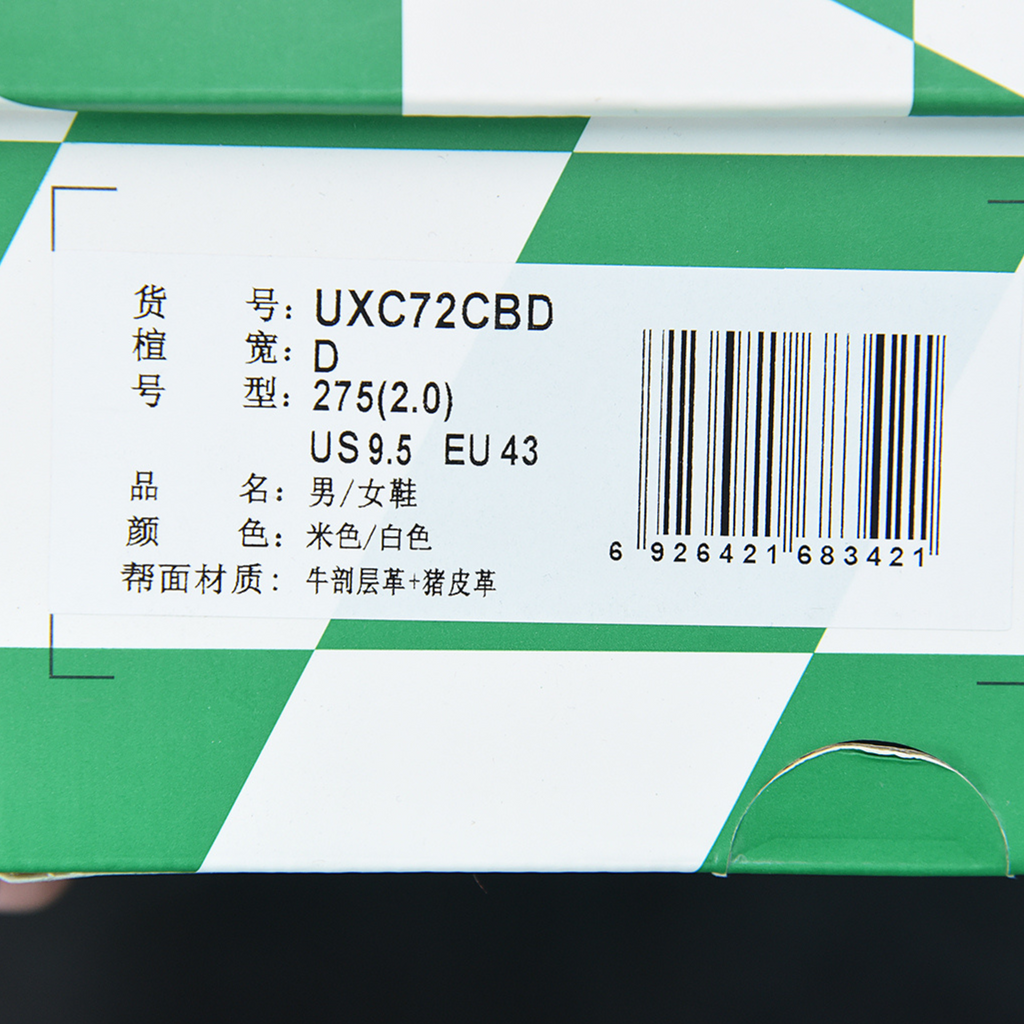 货 号：UXC72CBD
楦 宽：D
号 型：275(2.0)
US 9.5 EU 43
品 名：男/女鞋
颜 色：米色/白色
帮面材质：牛剖层革+猪皮革
6 926421 683421